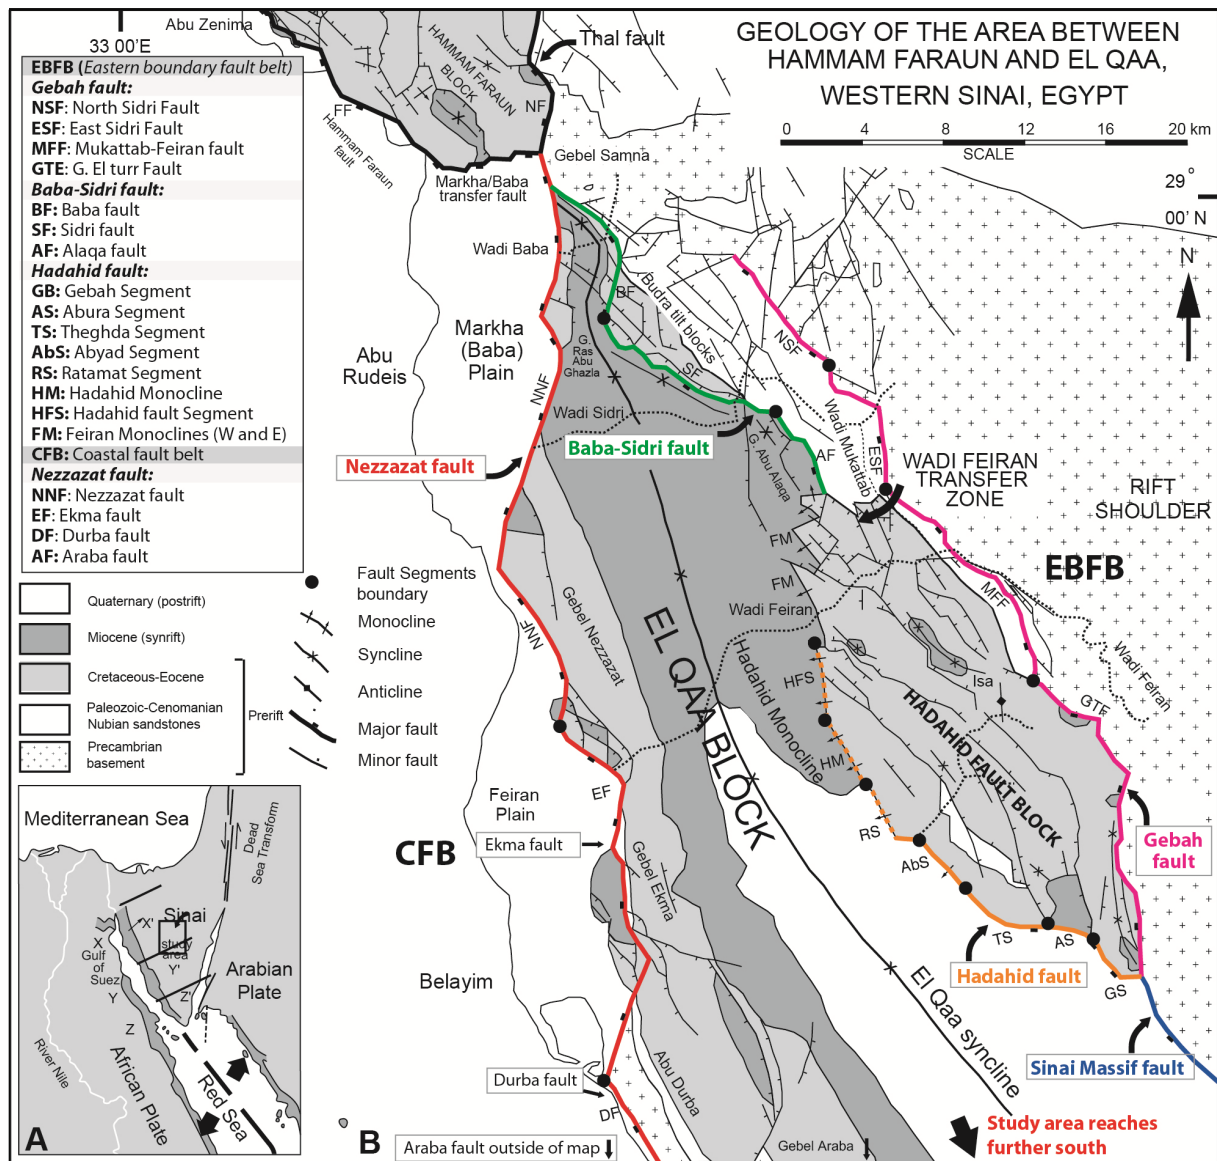 GEOLOGY OF THE AREA BETWEEN
HAMMAM FARAUN AND EL QAA,
WESTERN SINAI, EGYPT
0 4 8 12 16 20 km
SCALE
29°
00' N
N
33 00'E
EBFB (Eastern boundary fault belt)
Gebah fault:
NSF: North Sidri Fault
ESF: East Sidri Fault
MFF: Mukattab-Feiran fault
GTE: G. El turr Fault
Baba-Sidri fault:
BF: Baba fault
SF: Sidri fault
AF: Alaqa fault
Hadahid fault:
GB: Gebah Segment
AS: Abura Segment
TS: Theghda Segment
AbS: Abyad Segment
RS: Ratamat Segment
HM: Hadahid Monocline
HFS: Hadahid fault Segment
FM: Feiran Monoclines (W and E)
CFB: Coastal fault belt
Nezzazat fault:
NNF: Nezzazat fault
EF: Ekma fault
DF: Durba fault
AF: Araba fault
Quaternary (postrift)
Miocene (synrift)
Cretaceous-Eocene
Paleozoic-Cenomanian
Nubian sandstones
Precambrian
basement
Prerift
Fault Segments
boundary
Monocline
Syncline
Anticline
Major fault
Minor fault
Abu Zenima
HAMMAM FARAUN
BLOCK
Thal fault
NF
FF
Hammam Faraun
fault
Markha/Baba
transfer fault
Gebel Samna
Wadi Baba
BF
Budra tilt blocks
Markha
(Baba)
Plain
Abu
Rudeis
G.
Ras
Abu
Ghazla
SF
NSF
NNF
Wadi Sidri
Nezzazat fault
Baba-Sidri fault
G. Abu Alaqa
AF
Wadi Mukattab
ESF
WADI FEIRAN
TRANSFER
ZONE
RIFT
SHOULDER
EBFB
FM
FM
Wadi Feiran
MFF
Wadi Feiran
Gebel Nezzazat
NNF
EL QAA BLOCK
Hadahid Monocline
HFS
HM
Isa
GTF
HADAHID FAULT BLOCK
RS
AbS
TS
AS
GS
Gebah
fault
Hadahid fault
Sinai Massif fault
EF
Feiran
Plain
Ekma fault
CFB
Gebel Ekma
Belayim
El Qaa syncline
Durba fault
DF
Abu Durba
Araba fault outside of map
Gebel Araba
Study area reaches
further south
B
Mediterranean Sea
Dead
Sea Transform
Sinai
study
area
X
X'
Gulf
of
Suez
Y
Y'
Z
Z'
Arabian
Plate
River Nile
African Plate
Red Sea
A